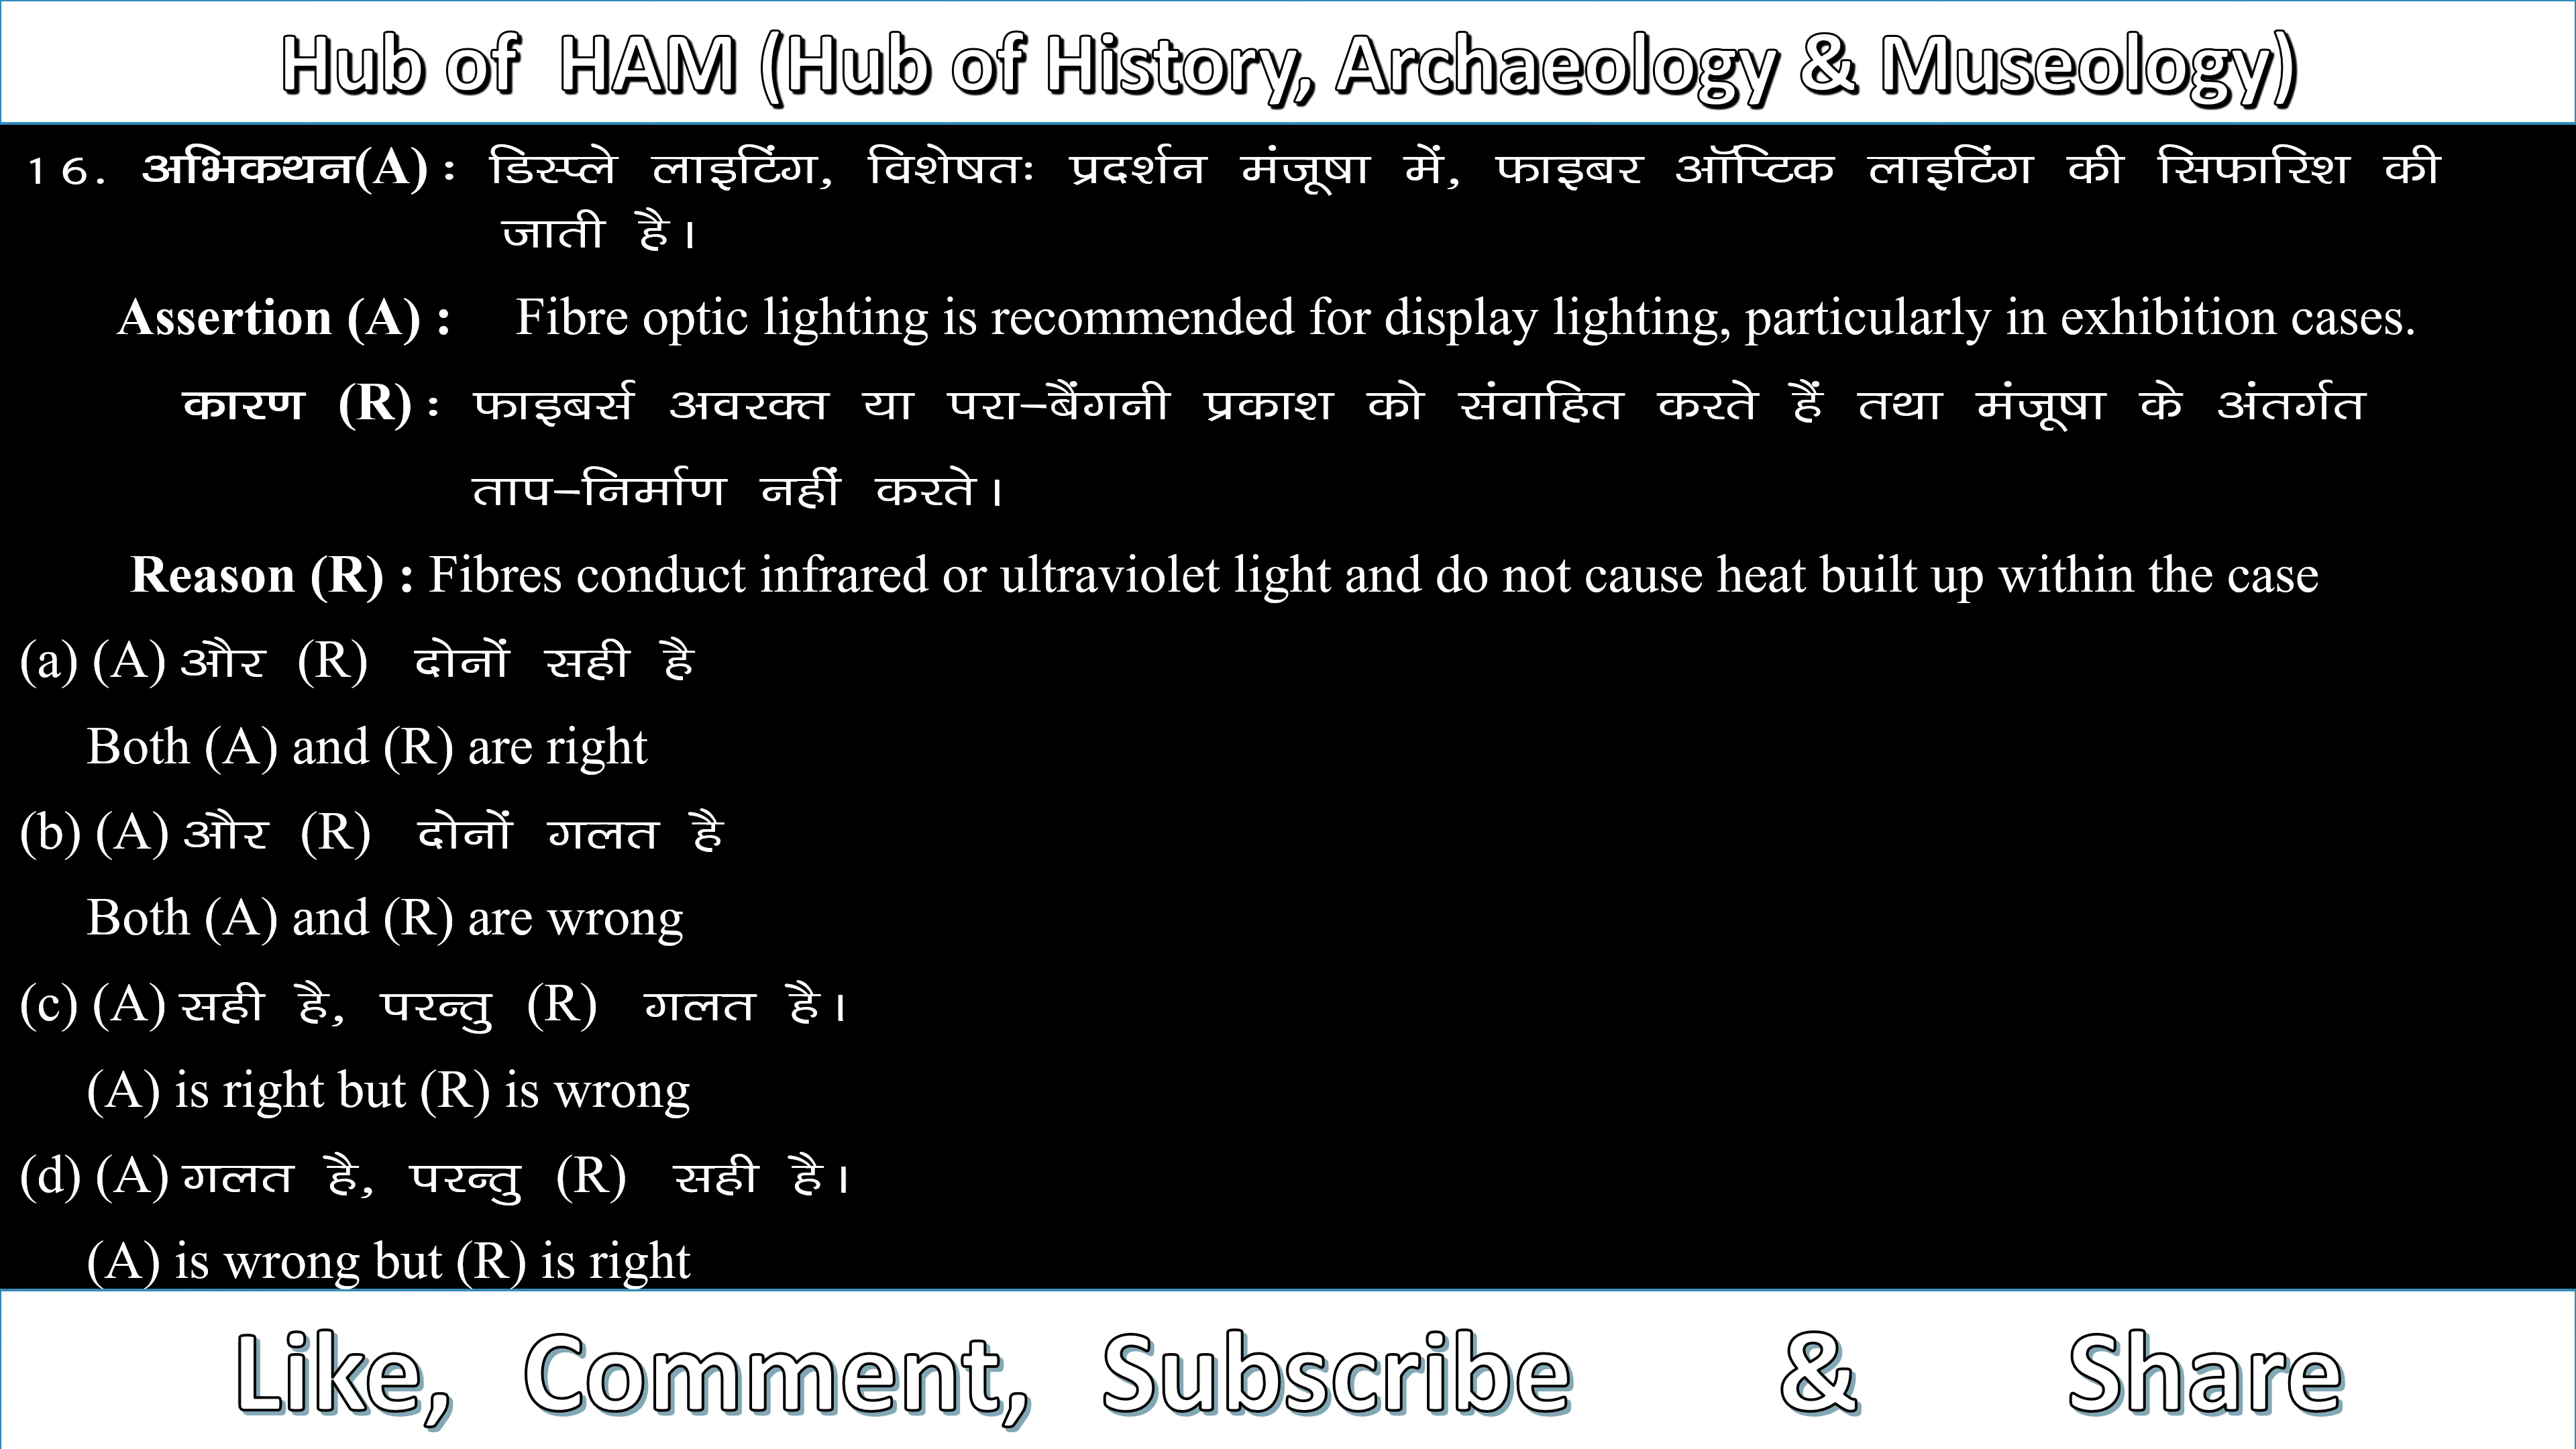 Hub of HAM (Hub of History, Archaeology & Museology)
16. अभिकथन(A) : डिस्प्ले लाइटिंग, विशेषतः प्रदर्शन मंजूषा में, फाइबर ऑप्टिक लाइटिंग की सिफारिश की
जाती है।
Assertion (A) : Fibre optic lighting is recommended for display lighting, particularly in exhibition cases.
कारण (R) : फाइबर्स अवरक्त या परा–बैंगनी प्रकाश को संवाहित करते हैं तथा मंजूषा के अंतर्गत
ताप–निर्माण नहीं करते।
Reason (R) : Fibres conduct infrared or ultraviolet light and do not cause heat built up within the case
(a) (A) और (R) दोनों सही है
Both (A) and (R) are right
(b) (A) और (R) दोनों गलत है
Both (A) and (R) are wrong
(c) (A) सही है, परन्तु (R) गलत है।
(A) is right but (R) is wrong
(d) (A) गलत है, परन्तु (R) सही है।
(A) is wrong but (R) is right
Like, Comment, Subscribe & Share